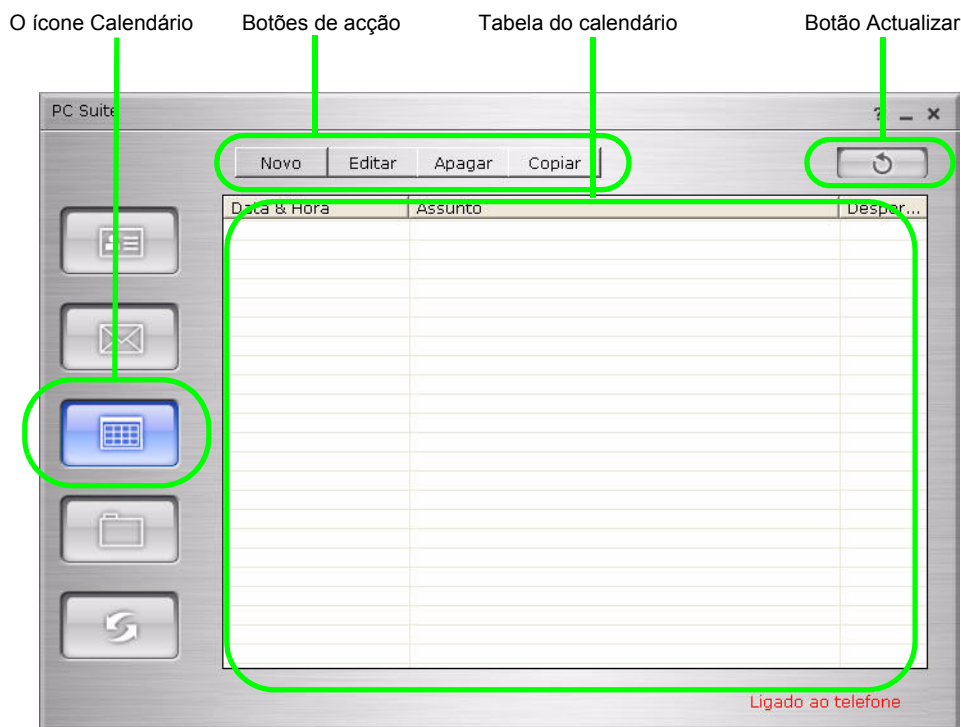 O ícone Calendário Botões de acção Tabela do calendário Botão Actualizar
PC Suite ? _ ×
Novo Editar Apagar Copiar
Data & Hora Assunto Desper...
Ligado ao telefone